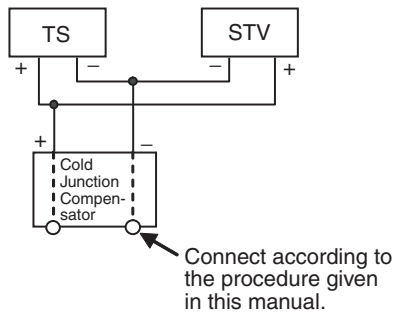 TS
STV
+ – – +
+ –
Cold
Junction
Compen-
sator
Connect according to
the procedure given
in this manual.